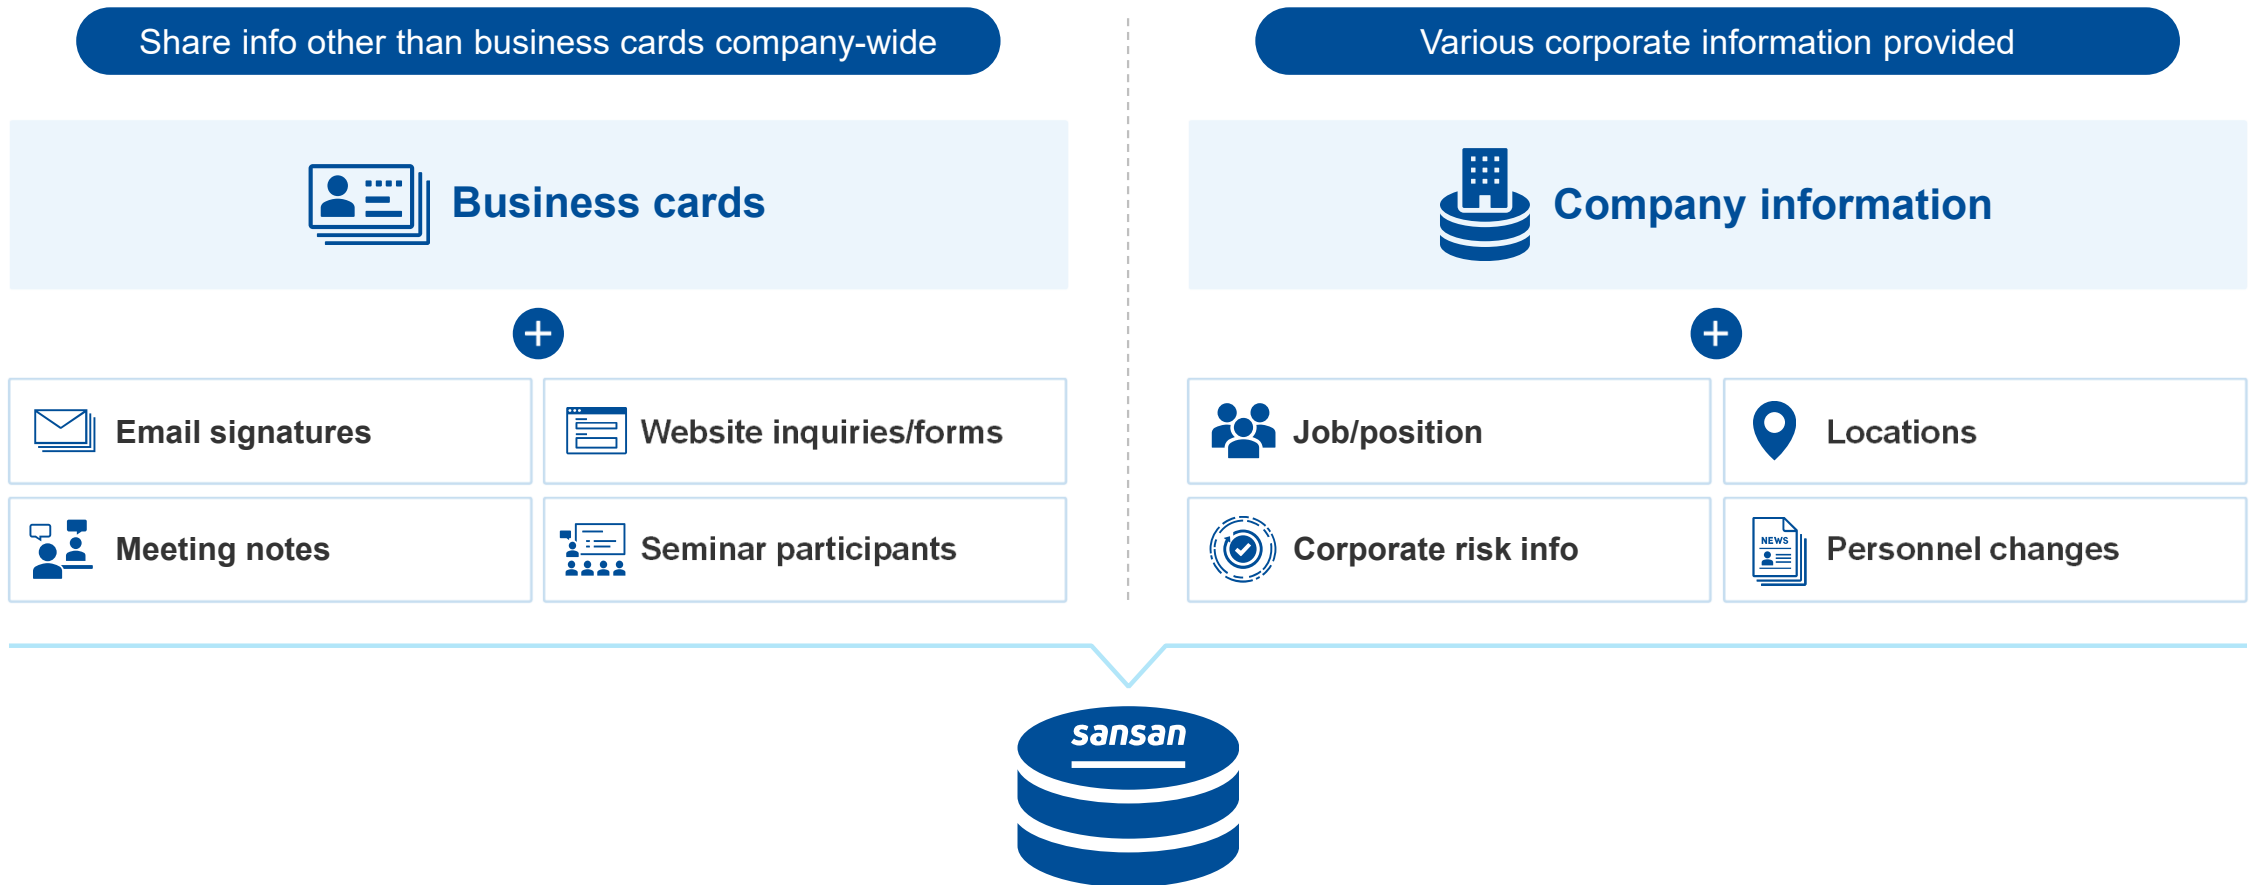 Share info other than business cards company-wide
Business cards
Email signatures
Website inquiries/forms
Meeting notes
Seminar participants
Various corporate information provided
Company information
Job/position
Locations
Corporate risk info
NEWS
Personnel changes
sansan